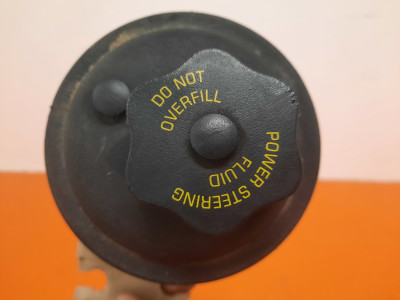 DO NOT
OVERFILL
POWER STEERING
FLUID